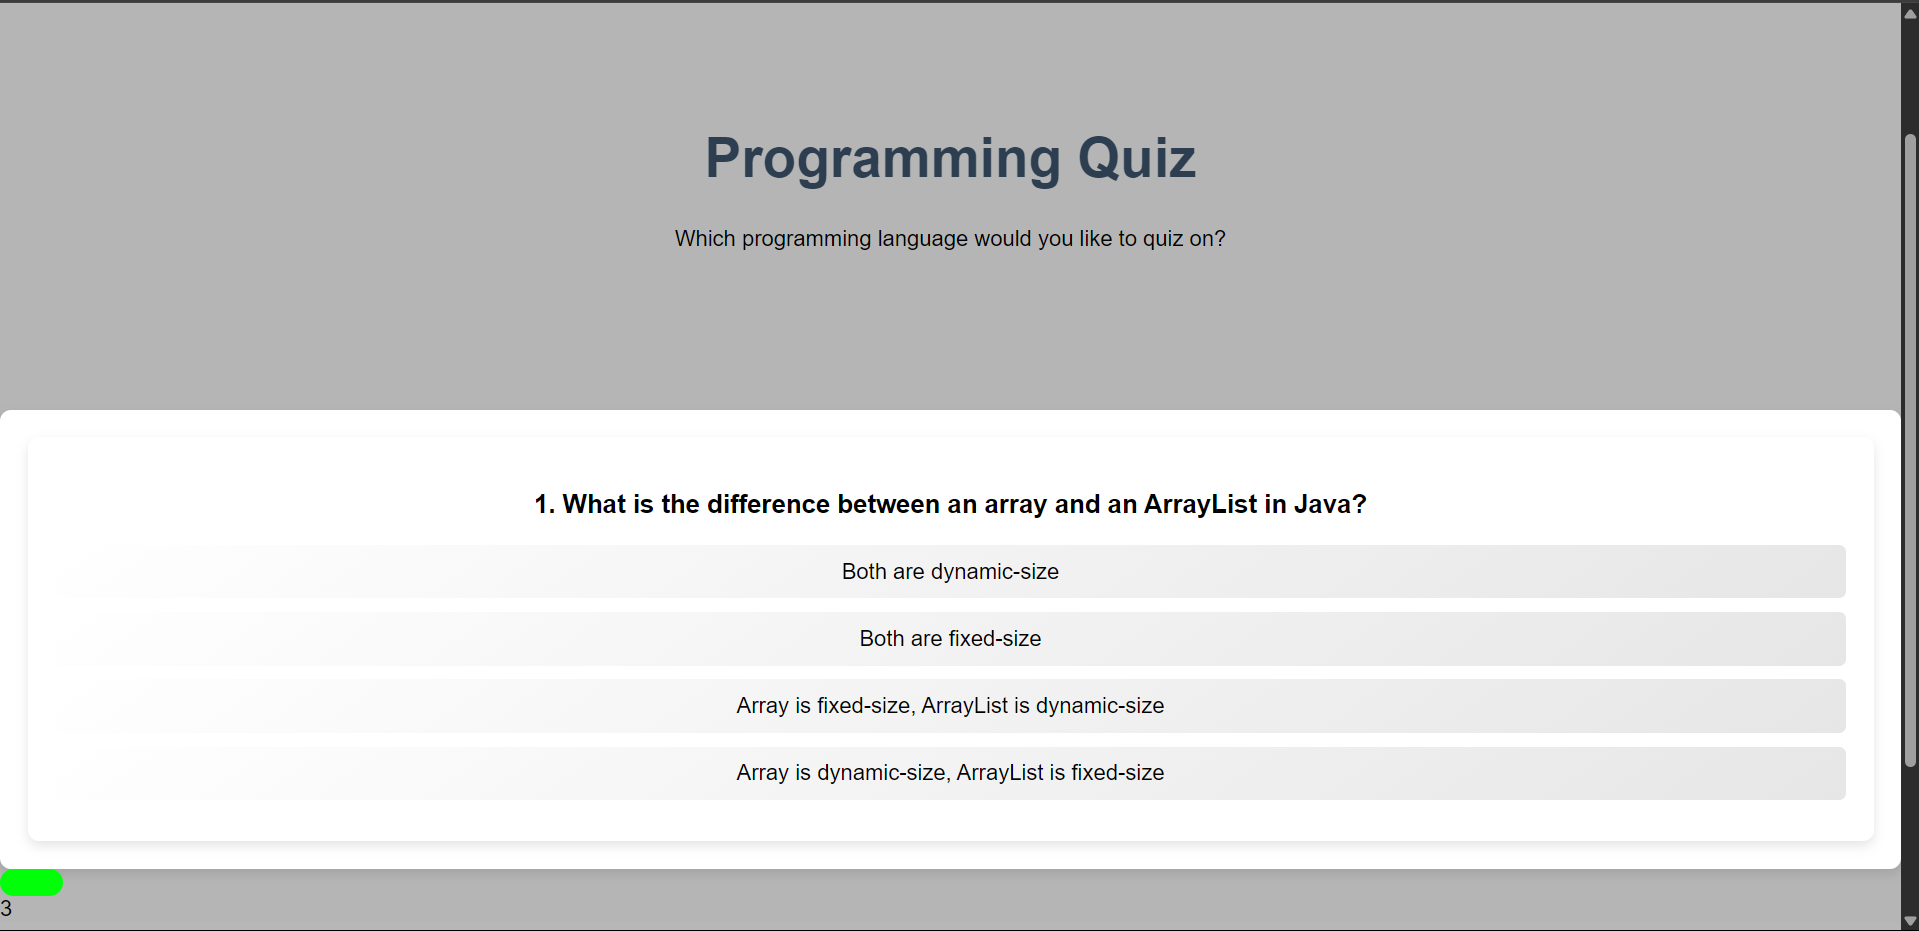 Programming Quiz
Which programming language would you like to quiz on?
1. What is the difference between an array and an ArrayList in Java?
Both are dynamic-size
Both are fixed-size
Array is fixed-size, ArrayList is dynamic-size
Array is dynamic-size, ArrayList is fixed-size
3